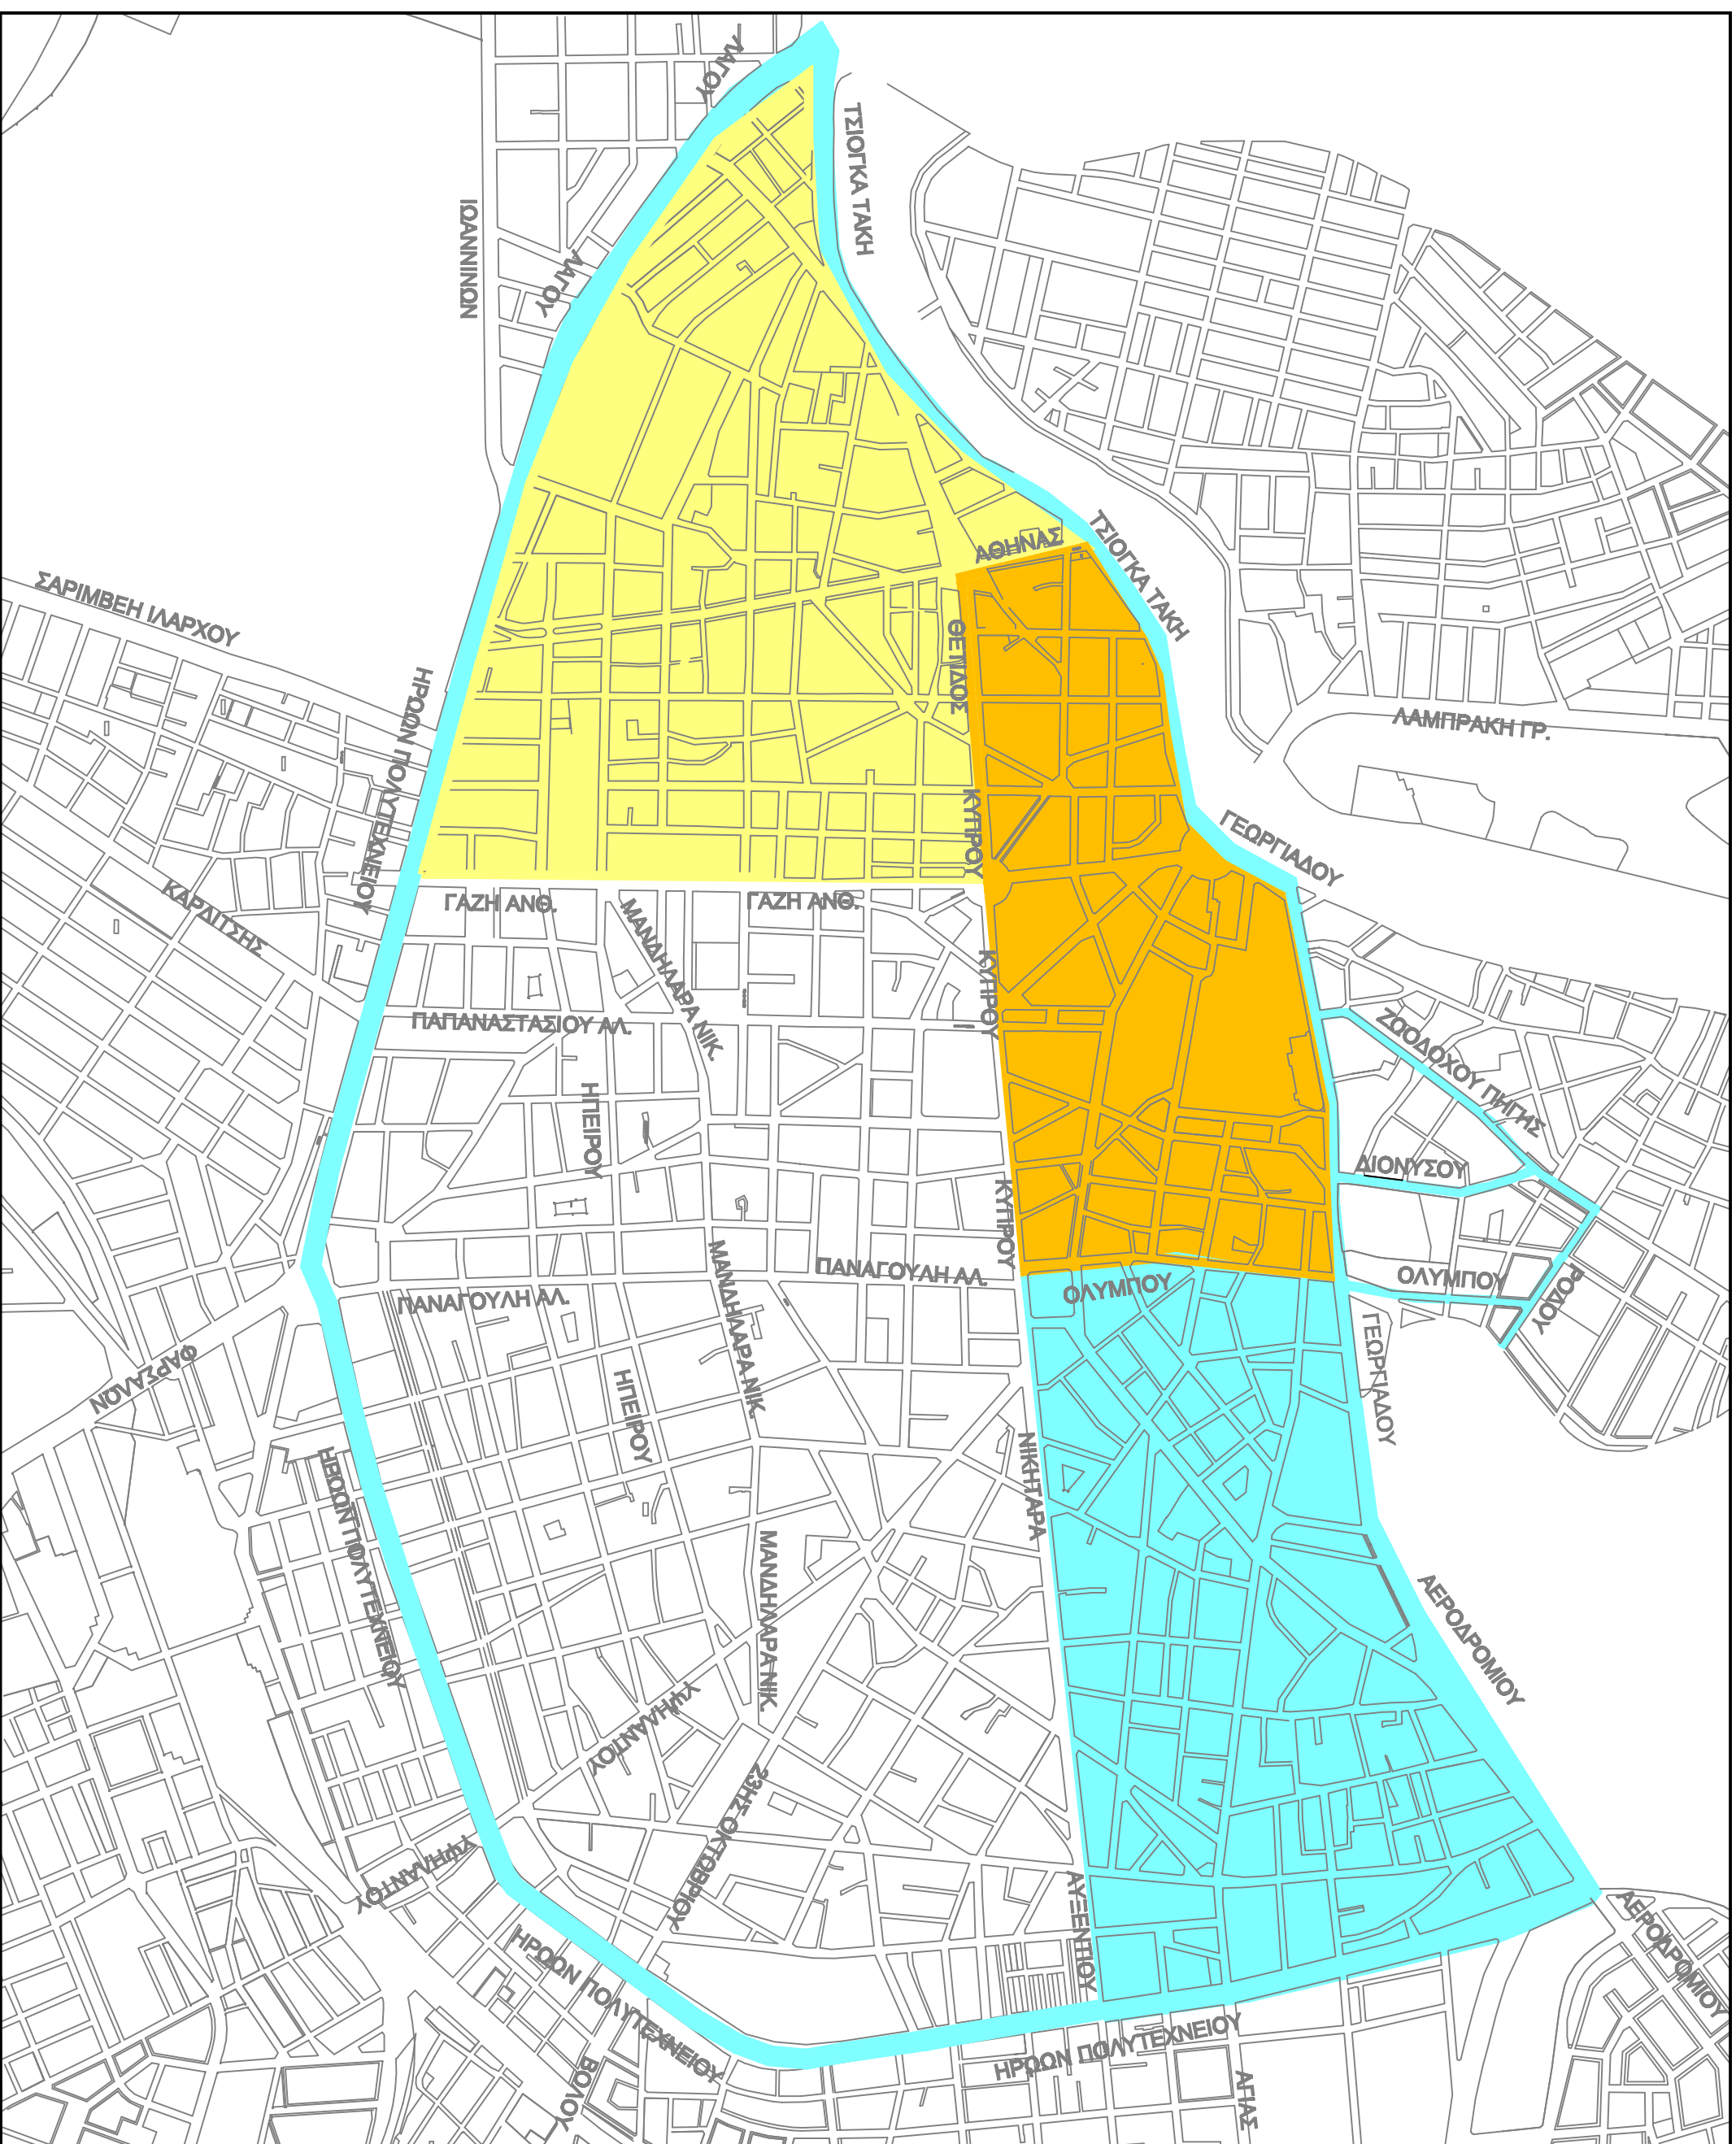 ΛΑΓΟΥ
ΤΣΙΟΓΚΑ ΤΑΚΗ
ΙΩΑΝΝΙΝΩΝ
ΛΑΓΟΥ
ΑΘΗΝΑΣ
ΤΣΙΟΓΚΑ ΤΑΚΗ
ΣΑΡΙΜΒΕΗ ΙΛΑΡΧΟΥ
ΘΕΤΙΔΟΣ
ΗΡΩΩΝ ΠΟΛΥΤΕΧΝΕΙΟΥ
ΛΑΜΠΡΑΚΗ ΓΡ.
ΚΥΠΡΟΥ
ΓΕΩΡΓΙΑΔΟΥ
ΚΑΡΔΙΤΣΗΣ
ΓΑΖΗ ΑΝΘ.
ΓΑΖΗ ΑΝΘ.
ΜΑΝΔΗΛΑΡΑ ΝΙΚ.
ΚΥΠΡΟΥ
ΠΑΠΑΝΑΣΤΑΣΙΟΥ ΑΛ.
ΖΩΟΔΟΧΟΥ ΠΗΓΗΣ
ΗΠΕΙΡΟΥ
ΔΙΟΝΥΣΟΥ
ΚΥΠΡΟΥ
ΠΑΝΑΓΟΥΛΗ ΑΛ.
ΟΛΥΜΠΟΥ
ΟΛΥΜΠΟΥ
ΡΟΔΟΥ
ΠΑΝΑΓΟΥΛΗ ΑΛ.
ΜΑΝΔΗΛΑΡΑ ΝΙΚ.
ΓΕΩΡΓΙΑΔΟΥ
ΦΑΡΣΑΛΩΝ
ΗΠΕΙΡΟΥ
ΝΙΚΗΤΑΡΑ
ΗΡΩΩΝ ΠΟΛΥΤΕΧΝΕΙΟΥ
ΜΑΝΔΗΛΑΡΑ ΝΙΚ.
ΑΕΡΟΔΡΟΜΙΟΥ
ΥΨΗΛΑΝΤΟΥ
23ΗΣ ΟΚΤΩΒΡΙΟΥ
ΥΨΗΛΑΝΤΟΥ
ΑΥΞΕΝΤΙΟΥ
ΑΕΡΟΔΡΟΜΙΟΥ
ΗΡΩΩΝ ΠΟΛΥΤΕΧΝΕΙΟΥ
ΗΡΩΩΝ ΠΟΛΥΤΕΧΝΕΙΟΥ
ΒΟΛΟΥ
ΑΓΙΑΣ